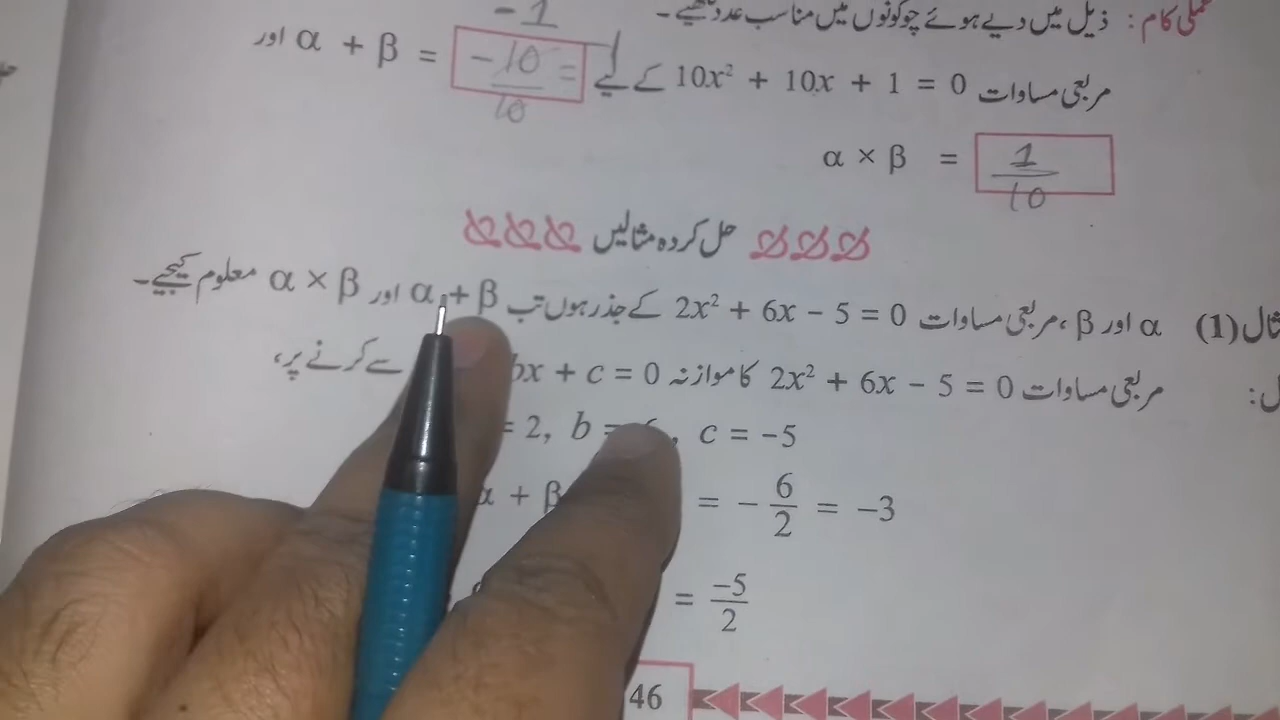 عملی کام : ذیل میں دیے ہوئے چوکونوں میں مناسب عدد لکھیے۔
مربعی مساوات 10x² + 10x + 1 = 0 کے لیے α + β = -10/10 = -1 اور
α × β = 1/10
حل کردہ مثالیں
مثال (1) α اور β، مربعی مساوات 2x² + 6x − 5 = 0 کے جذر ہوں تب α + β اور α × β معلوم کیجیے۔
مربعی مساوات 2x² + 6x − 5 = 0 کا موازنہ bx + c = 0 سے کرنے پر،
= 2, b = 6, c = −5
α + β = − 6/2 = −3
= −5/2
46